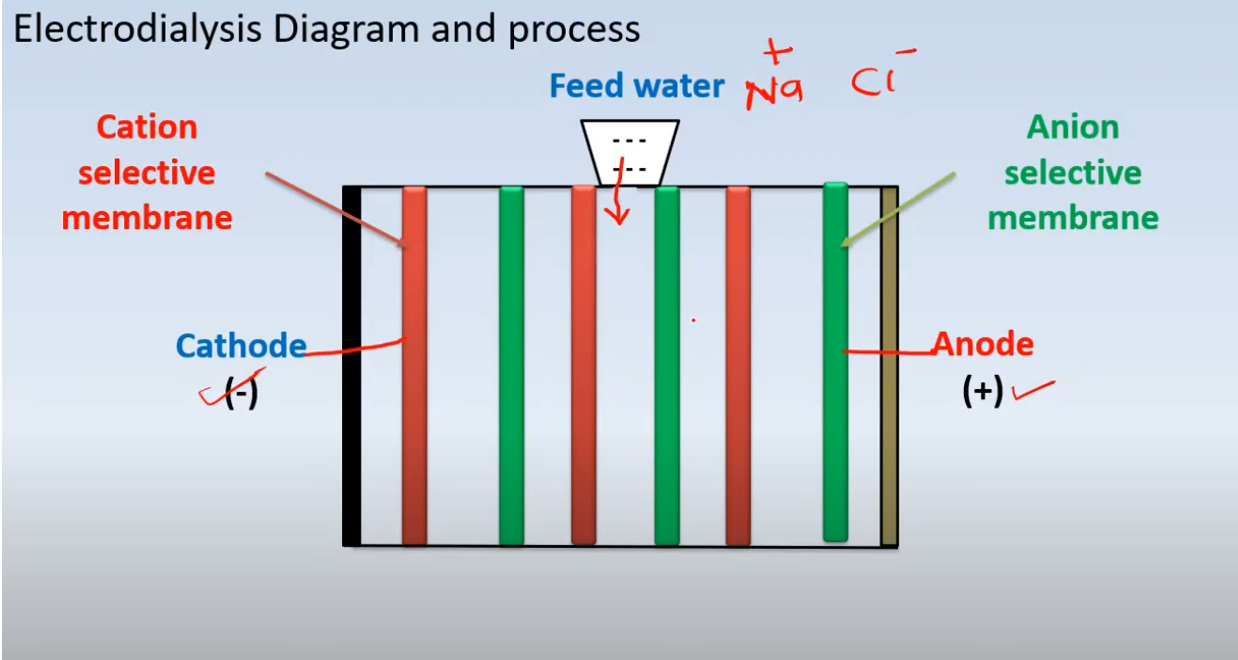 Electrodialysis Diagram and process
Feed water Na+ Cl-
Cation
selective
membrane
- - -
- - -
Anion
selective
membrane
Cathode
(-)
Anode
(+)